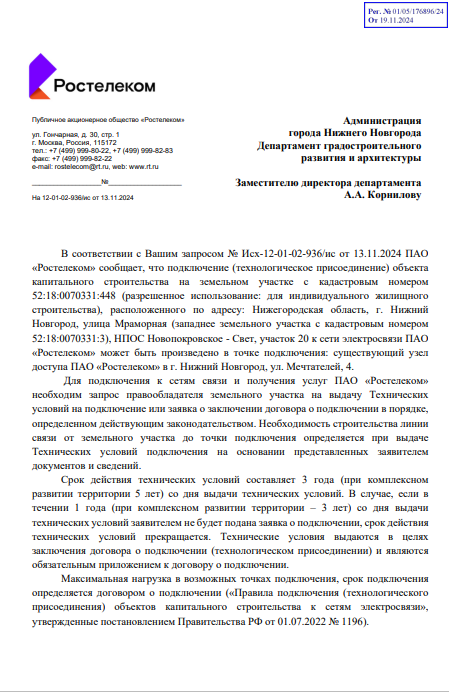 Рег. № 01/05/176896/24
От 19.11.2024
Ростелеком
Публичное акционерное общество «Ростелеком»
ул. Гончарная, д. 30, стр. 1
г. Москва, Россия, 115172
тел.: +7 (499) 999-80-22, +7 (499) 999-82-83
факс: +7 (499) 999-82-22
e-mail: rostelecom@rt.ru, web: www.rt.ru
____________________№____________________
На 12-01-02-936/ис от 13.11.2024
Администрация
города Нижнего Новгорода
Департамент градостроительного
развития и архитектуры
Заместителю директора департамента
А.А. Корнилову
В соответствии с Вашим запросом № Исх-12-01-02-936/ис от 13.11.2024 ПАО
«Ростелеком» сообщает, что подключение (технологическое присоединение) объекта
капитального строительства на земельном участке с кадастровым номером
52:18:0070331:448 (разрешенное использование: для индивидуального жилищного
строительства), расположенного по адресу: Нижегородская область, г. Нижний
Новгород, улица Мраморная (западнее земельного участка с кадастровым номером
52:18:0070331:3), НПОС Новопокровское - Свет, участок 20 к сети электросвязи ПАО
«Ростелеком» может быть произведено в точке подключения: существующий узел
доступа ПАО «Ростелеком» в г. Нижний Новгород, ул. Мечтателей, 4.
Для подключения к сетям связи и получения услуг ПАО «Ростелеком»
необходим запрос правообладателя земельного участка на выдачу Технических
условий на подключение или заявка о заключении договора о подключении в порядке,
определенном действующим законодательством. Необходимость строительства линии
связи от земельного участка до точки подключения определяется при выдаче
Технических условий подключения на основании представленных заявителем
документов и сведений.
Срок действия технических условий составляет 3 года (при комплексном
развитии территории 5 лет) со дня выдачи технических условий. В случае, если в
течении 1 года (при комплексном развитии территории – 3 лет) со дня выдачи
технических условий заявителем не будет подана заявка о подключении, срок действия
технических условий прекращается. Технические условия выдаются в целях
заключения договора о подключении (технологическом присоединении) и являются
обязательным приложением к договору о подключении.
Максимальная нагрузка в возможных точках подключения, срок подключения
определяется договором о подключении («Правила подключения (технологического
присоединения) объектов капитального строительства к сетям электросвязи»,
утвержденные постановлением Правительства РФ от 01.07.2022 № 1196).